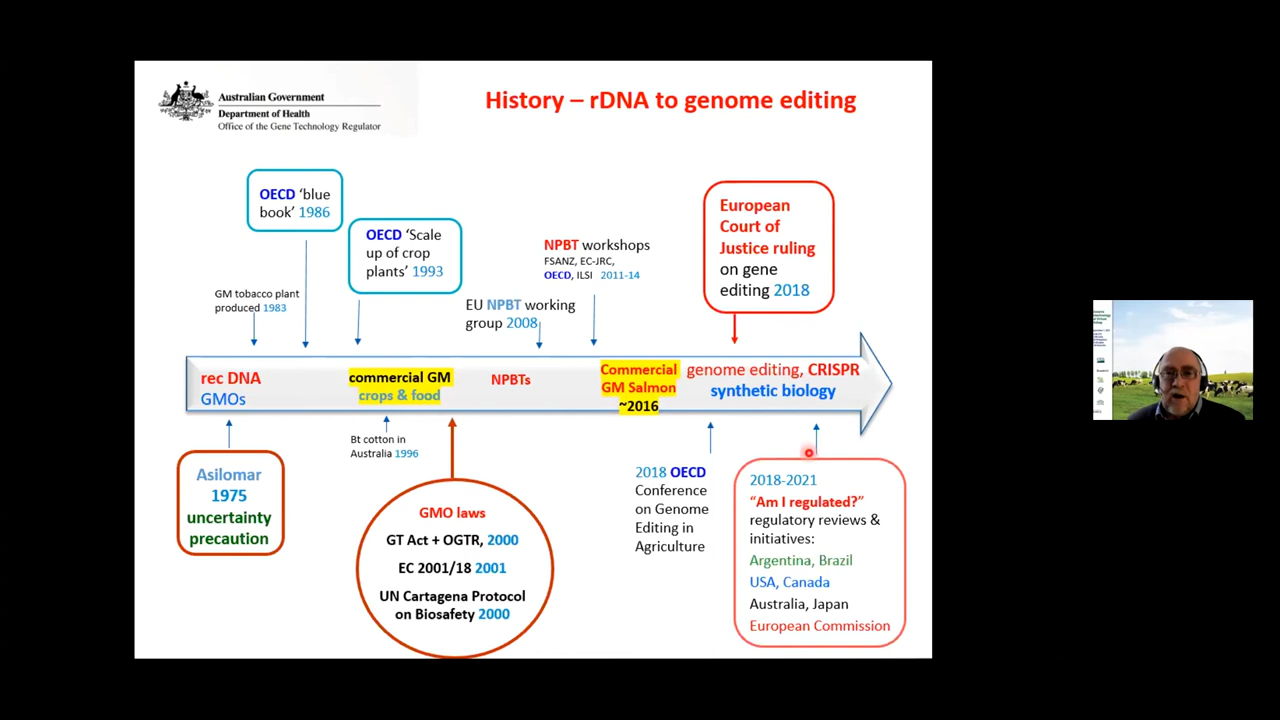 Australian Government
Department of Health
Office of the Gene Technology Regulator
History – rDNA to genome editing
OECD ‘blue
book’ 1986
OECD ‘Scale
up of crop
plants’ 1993
GM tobacco plant
produced 1983
EU NPBT working
group 2008
NPBT workshops
FSANZ, EC-JRC,
OECD, ILSI 2011-14
European
Court of
Justice ruling
on gene
editing 2018
rec DNA
GMOs
commercial GM
crops & food
NPBTs
Commercial
GM Salmon
~2016
genome editing, CRISPR
synthetic biology
Asilomar
1975
uncertainty
precaution
Bt cotton in
Australia 1996
GMO laws
GT Act + OGTR, 2000
EC 2001/18 2001
UN Cartagena Protocol
on Biosafety 2000
2018 OECD
Conference
on Genome
Editing in
Agriculture
2018-2021
“Am I regulated?”
regulatory reviews &
initiatives:
Argentina, Brazil
USA, Canada
Australia, Japan
European Commission